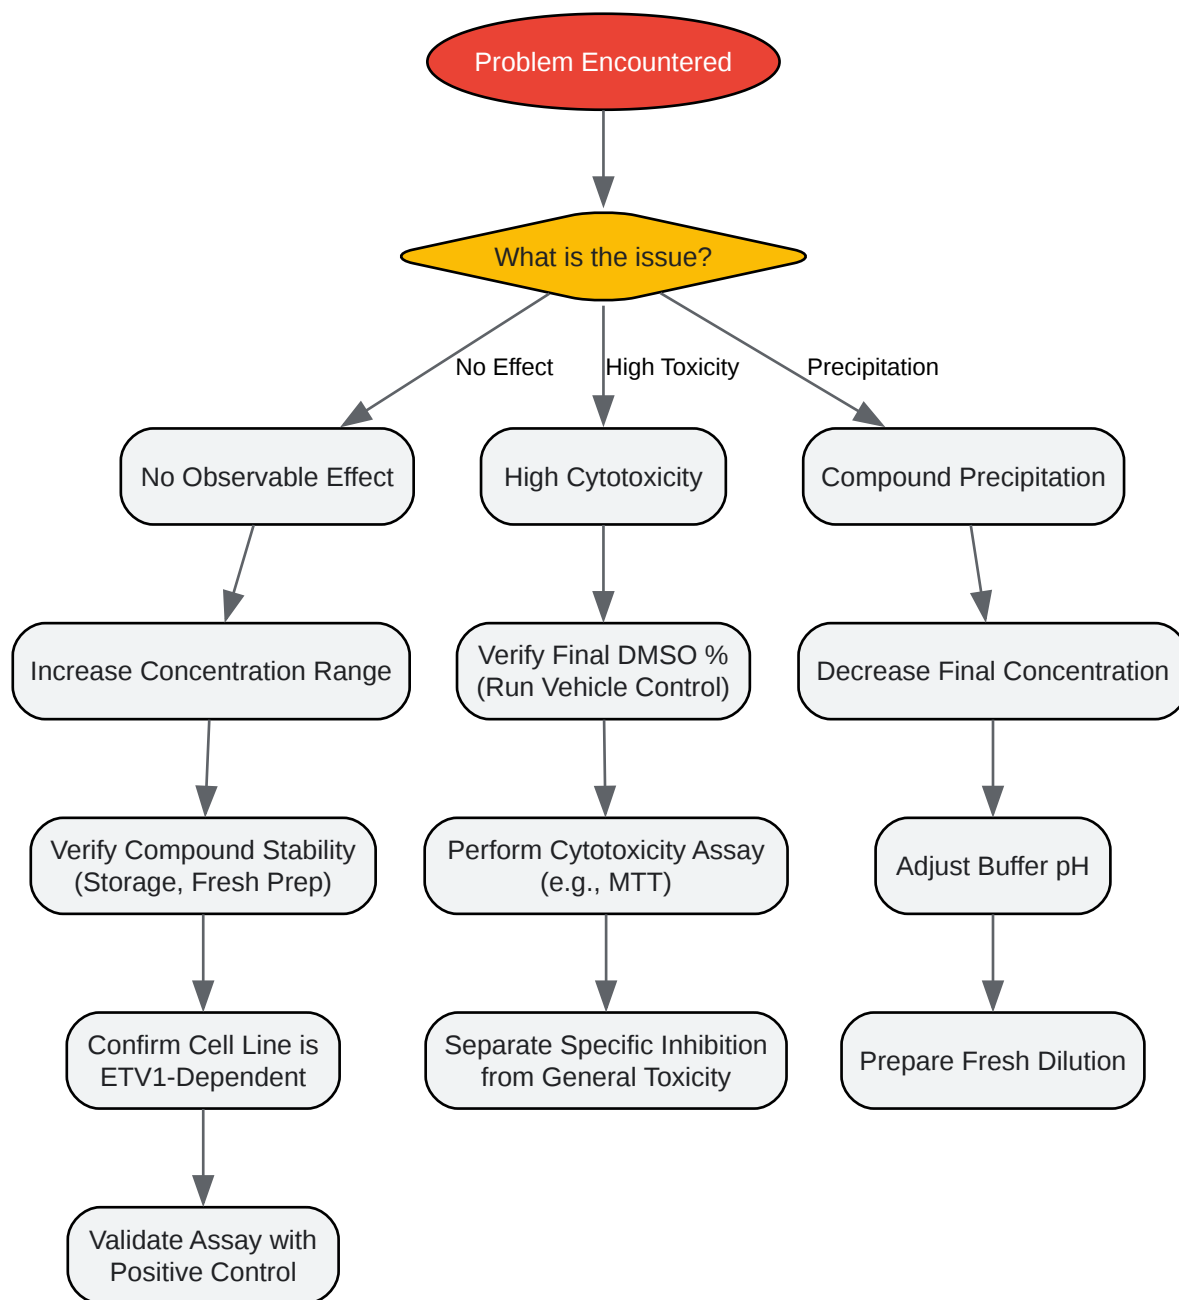 Problem Encountered
What is the issue?
No Effect
High Toxicity
Precipitation
No Observable Effect
High Cytotoxicity
Compound Precipitation
Increase Concentration Range
Verify Final DMSO %
(Run Vehicle Control)
Decrease Final Concentration
Verify Compound Stability
(Storage, Fresh Prep)
Perform Cytotoxicity Assay
(e.g., MTT)
Adjust Buffer pH
Confirm Cell Line is
ETV1-Dependent
Separate Specific Inhibition
from General Toxicity
Prepare Fresh Dilution
Validate Assay with
Positive Control